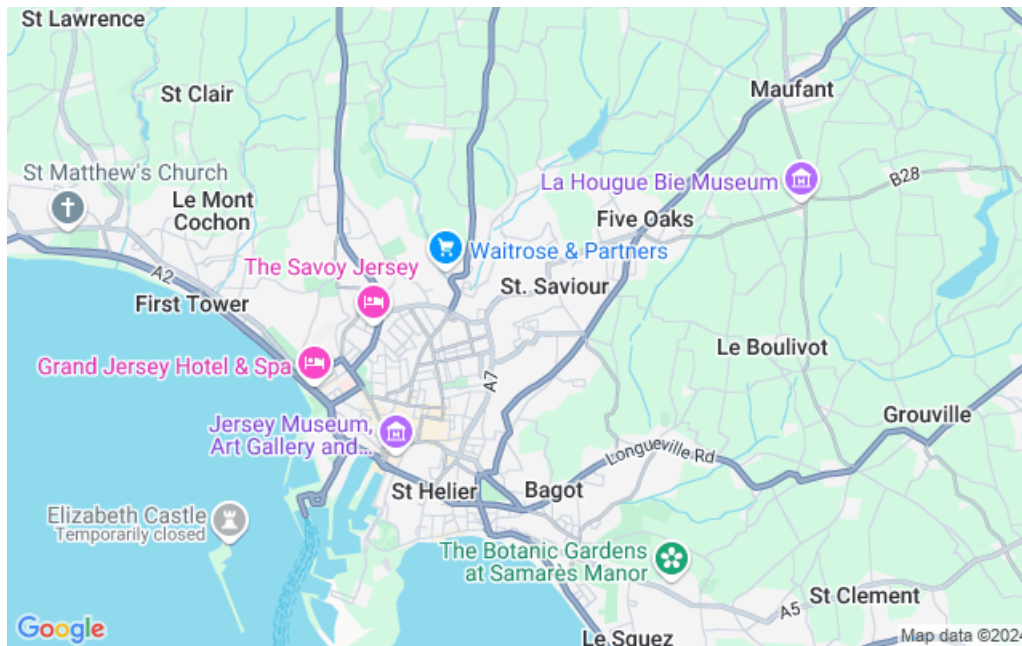 St Lawrence
Maufant
St Clair
St Matthew's Church
La Hougue Bie Museum
B28
Le Mont
Cochon
Five Oaks
Waitrose & Partners
The Savoy Jersey
A2
St. Saviour
First Tower
Le Boulivot
Grand Jersey Hotel & Spa
A7
Grouville
Jersey Museum,
Art Gallery and...
Longueville Rd
St Helier
Bagot
Elizabeth Castle
Temporarily closed
The Botanic Gardens
at Samarès Manor
St Clement
A5
Google
Le Squez
Map data ©2024